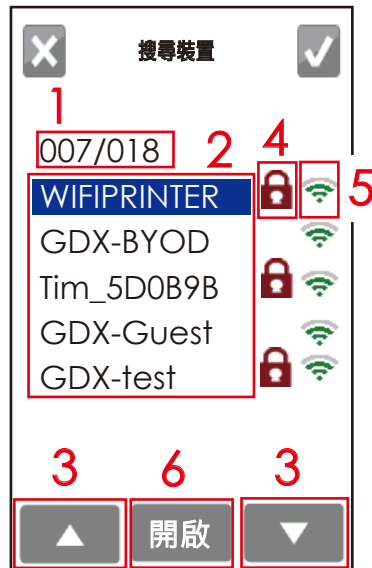 搜尋裝置
1
007/018 2 4
WIFIPRINTER 5
GDX-BYOD
Tim_5D0B9B
GDX-Guest
GDX-test
3 6 3
開啟